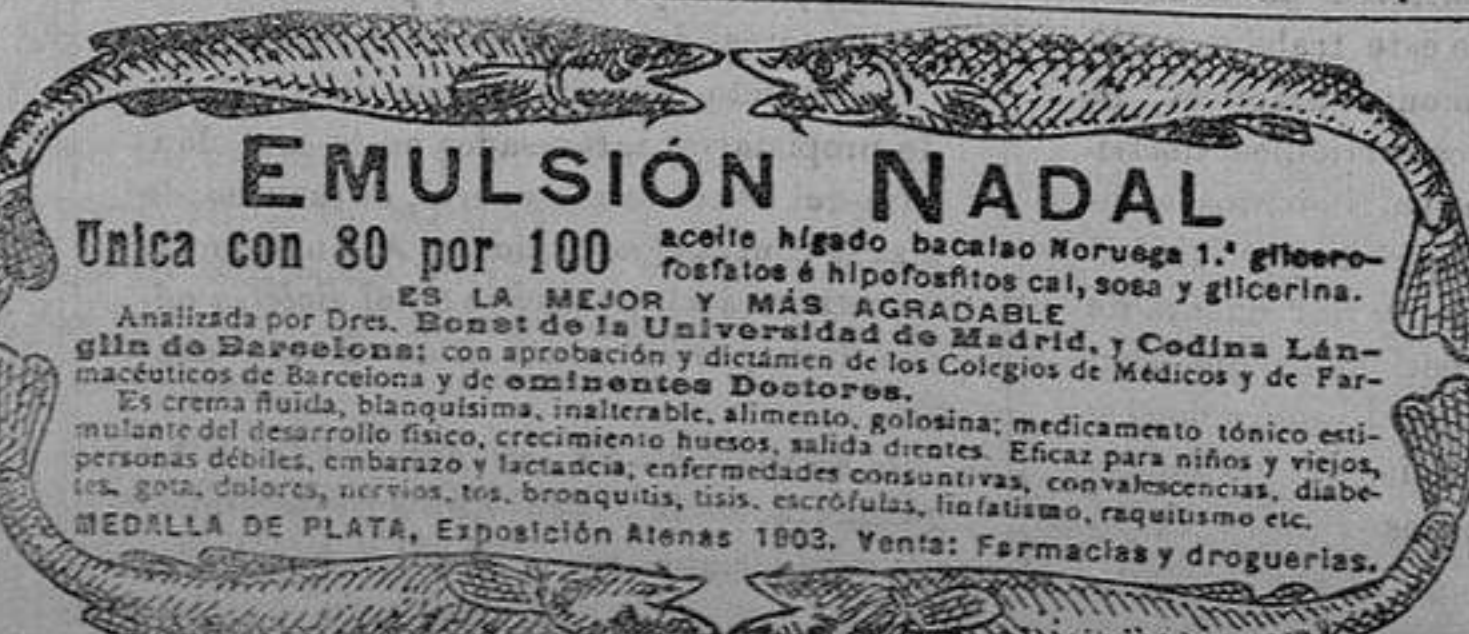 EMULSIÓN NADAL
Unica con 80 por 100 aceite hígado bacalao Noruega 1.ª glicero-
fosfatos é hipofosfitos cal, sosa y glicerina.
ES LA MEJOR Y MÁS AGRADABLE
Analizada por Dres. Bonet de la Universidad de Madrid, y Codina Lán-
glin de Barcelona; con aprobación y dictámen de los Colegios de Médicos y de Far-
macéuticos de Barcelona y de eminentes Doctores.
Es crema fluida, blanquísima, inalterable, alimento, golosina; medicamento tónico esti-
mulante del desarrollo físico, crecimiento huesos, salida dientes. Eficaz para niños y viejos,
personas débiles, embarazo y lactancia; enfermedades consuntivas, convalescencias, diabe-
tes, gota, dolores, nervios, tos, bronquitis, tisis, escrófulas, linfatismo, raquitismo etc.
MEDALLA DE PLATA, Exposición Atenas 1903. Venta: Farmacias y droguerias.